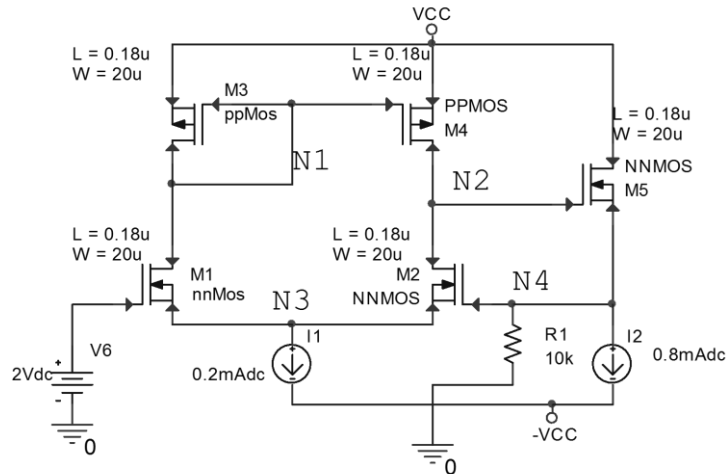 VCC
L = 0.18u
W = 20u
M3
ppMos
L = 0.18u
W = 20u
PPMOS
M4
L = 0.18u
W = 20u
NNMOS
M5
N1
N2
L = 0.18u
W = 20u
M1
nnMos
L = 0.18u
W = 20u
M2
NNMOS
N3
N4
V6
+
2Vdc
-
0
I1
+
0.2mAdc
-
R1
10k
I2
+
0.8mAdc
-
-VCC
0